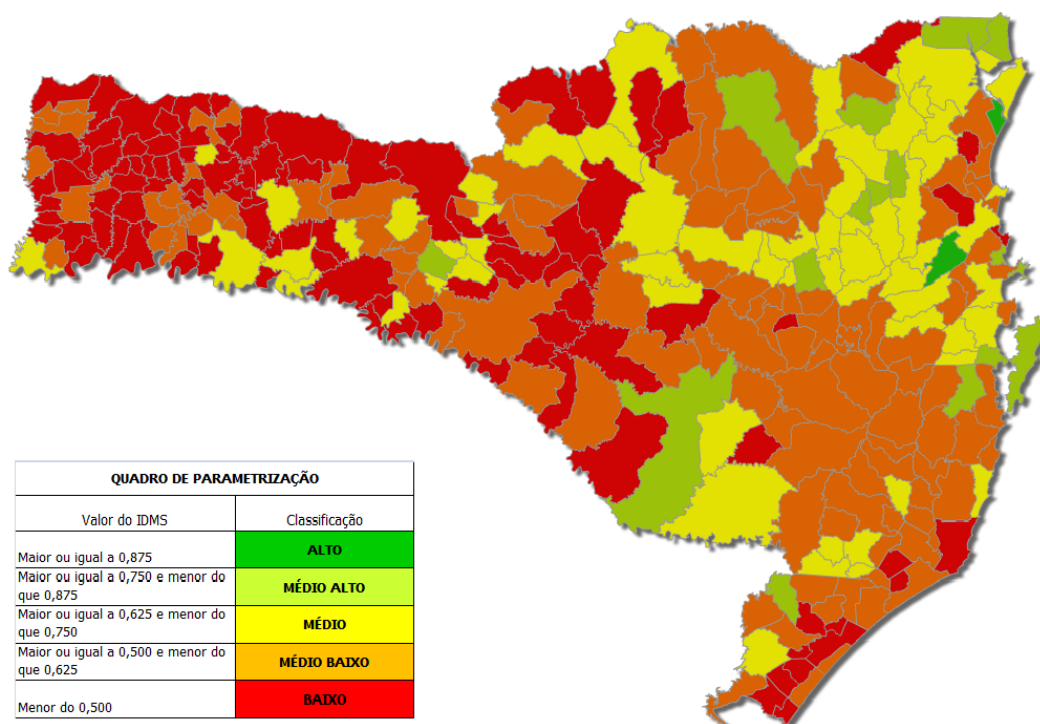 QUADRO DE PARAMETRIZAÇÃO
Valor do IDMS Classificação
Maior ou igual a 0,875 ALTO
Maior ou igual a 0,750 e menor do
que 0,875 MÉDIO ALTO
Maior ou igual a 0,625 e menor do
que 0,750 MÉDIO
Maior ou igual a 0,500 e menor do
que 0,625 MÉDIO BAIXO
Menor do 0,500 BAIXO